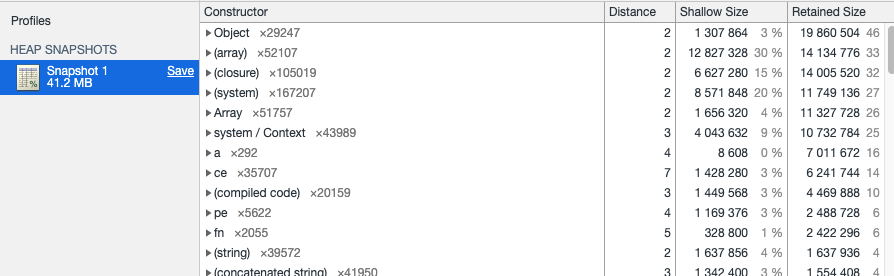 Profiles
HEAP SNAPSHOTS
Snapshot 1 Save
41.2 MB
Constructor Distance Shallow Size Retained Size
Object ×29247 2 1 307 864 3 % 19 860 504 46
(array) ×52107 2 12 827 328 30 % 14 134 776 33
(closure) ×105019 2 6 627 280 15 % 14 005 520 32
(system) ×167207 2 8 571 848 20 % 11 749 136 27
Array ×51757 2 1 656 320 4 % 11 327 728 26
system / Context ×43989 3 4 043 632 9 % 10 732 784 25
a ×292 4 8 608 0 % 7 011 672 16
ce ×35707 7 1 428 280 3 % 6 241 744 14
(compiled code) ×20159 3 1 449 568 3 % 4 469 888 10
pe ×5622 4 1 169 376 3 % 2 488 728 6
fn ×2055 5 328 800 1 % 2 422 296 6
(string) ×39572 2 1 637 856 4 % 1 637 936 4
(concatenated string) ×41950 3 1 342 400 3 % 1 554 408 4